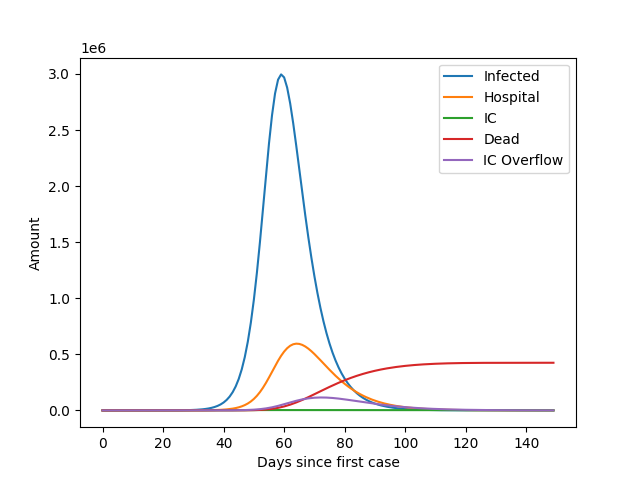 1e6
3.0
2.5
2.0
1.5
1.0
0.5
0.0
Amount
Infected
Hospital
IC
Dead
IC Overflow
0 20 40 60 80 100 120 140
Days since first case